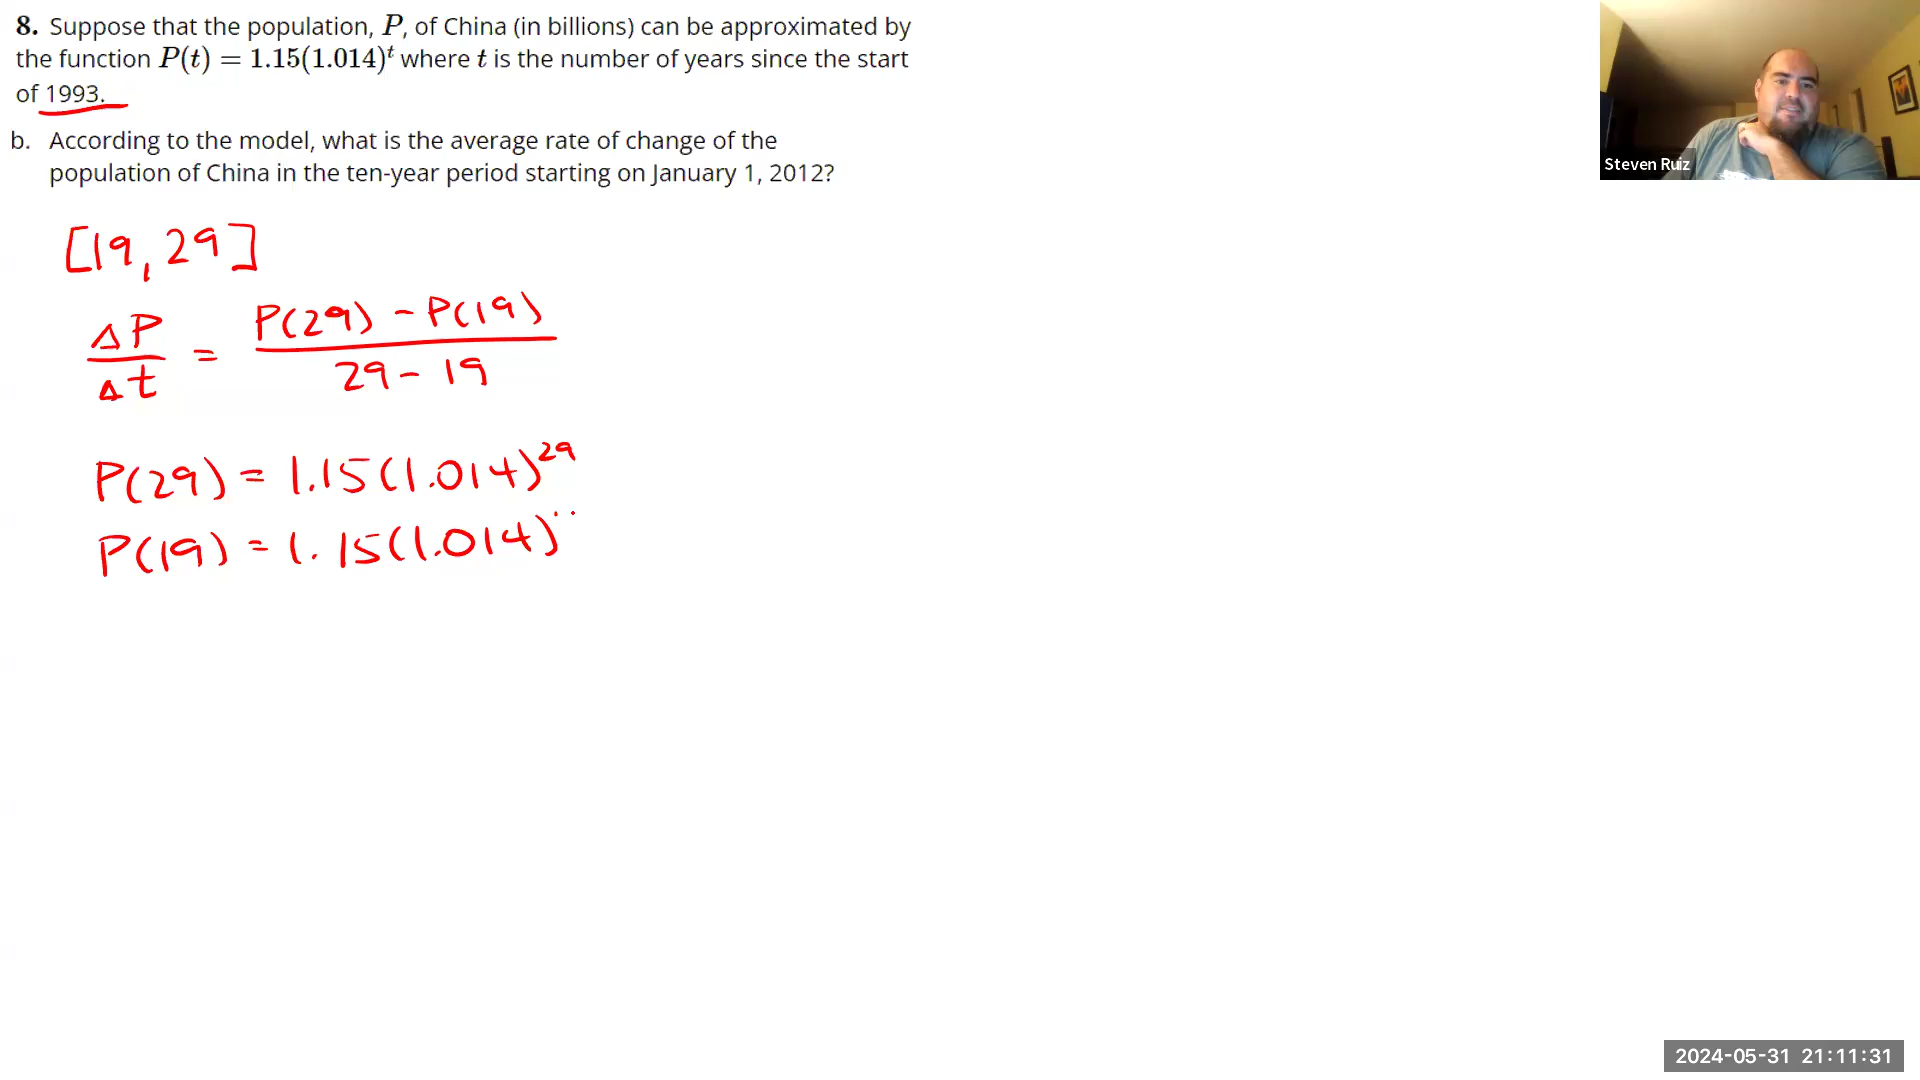 8. Suppose that the population, P, of China (in billions) can be approximated by
the function P(t) = 1.15(1.014)^t where t is the number of years since the start
of 1993.
b. According to the model, what is the average rate of change of the
population of China in the ten-year period starting on January 1, 2012?
[19, 29]
ΔP/Δt = (P(29) - P(19))/(29 - 19)
P(29) = 1.15(1.014)^29
P(19) = 1.15(1.014)
Steven Ruiz
2024-05-31 21:11:31